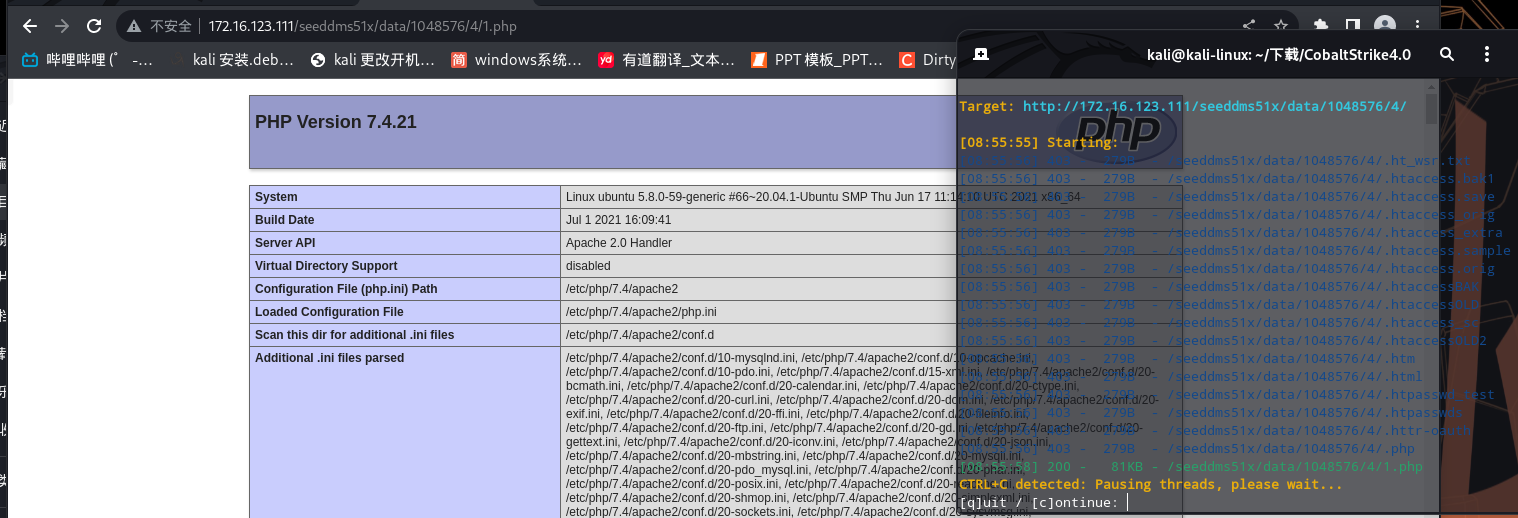 不安全 172.16.123.111/seeddms51x/data/1048576/4/1.php
哔哩哔哩 (゜ -… kali 安装.deb… kali 更改开机… 简 windows系统… yd 有道翻译_文本… PPT 模板_PPT… C Dirty
kali@kali-linux: ~/下载/CobaltStrike4.0
PHP Version 7.4.21
php
System Linux ubuntu 5.8.0-59-generic #66~20.04.1-Ubuntu SMP Thu Jun 17 11:14:10 UTC 2021 x86_64
Build Date Jul 1 2021 16:09:41
Server API Apache 2.0 Handler
Virtual Directory Support disabled
Configuration File (php.ini) Path /etc/php/7.4/apache2
Loaded Configuration File /etc/php/7.4/apache2/php.ini
Scan this dir for additional .ini files /etc/php/7.4/apache2/conf.d
Additional .ini files parsed /etc/php/7.4/apache2/conf.d/10-mysqlnd.ini, /etc/php/7.4/apache2/conf.d/10-opcache.ini,
/etc/php/7.4/apache2/conf.d/10-pdo.ini, /etc/php/7.4/apache2/conf.d/15-xml.ini, /etc/php/7.4/apache2/conf.d/20-
bcmath.ini, /etc/php/7.4/apache2/conf.d/20-calendar.ini, /etc/php/7.4/apache2/conf.d/20-ctype.ini,
/etc/php/7.4/apache2/conf.d/20-curl.ini, /etc/php/7.4/apache2/conf.d/20-dom.ini, /etc/php/7.4/apache2/conf.d/20-
exif.ini, /etc/php/7.4/apache2/conf.d/20-ffi.ini, /etc/php/7.4/apache2/conf.d/20-fileinfo.ini,
/etc/php/7.4/apache2/conf.d/20-ftp.ini, /etc/php/7.4/apache2/conf.d/20-gd.ini, /etc/php/7.4/apache2/conf.d/20-
gettext.ini, /etc/php/7.4/apache2/conf.d/20-iconv.ini, /etc/php/7.4/apache2/conf.d/20-json.ini,
/etc/php/7.4/apache2/conf.d/20-mbstring.ini, /etc/php/7.4/apache2/conf.d/20-mysqli.ini,
/etc/php/7.4/apache2/conf.d/20-pdo_mysql.ini, /etc/php/7.4/apache2/conf.d/20-phar.ini,
/etc/php/7.4/apache2/conf.d/20-posix.ini, /etc/php/7.4/apache2/conf.d/20-readline.ini,
/etc/php/7.4/apache2/conf.d/20-shmop.ini, /etc/php/7.4/apache2/conf.d/20-simplexml.ini,
/etc/php/7.4/apache2/conf.d/20-sockets.ini, /etc/php/7.4/apache2/conf.d/20-sysvmsg.ini,
Target: http://172.16.123.111/seeddms51x/data/1048576/4/
[08:55:55] Starting:
[08:55:56] 403 - 279B - /seeddms51x/data/1048576/4/.ht_wsr.txt
[08:55:56] 403 - 279B - /seeddms51x/data/1048576/4/.htaccess.bak1
[08:55:56] 403 - 279B - /seeddms51x/data/1048576/4/.htaccess.save
[08:55:56] 403 - 279B - /seeddms51x/data/1048576/4/.htaccess_orig
[08:55:56] 403 - 279B - /seeddms51x/data/1048576/4/.htaccess_extra
[08:55:56] 403 - 279B - /seeddms51x/data/1048576/4/.htaccess.sample
[08:55:56] 403 - 279B - /seeddms51x/data/1048576/4/.htaccess.orig
[08:55:56] 403 - 279B - /seeddms51x/data/1048576/4/.htaccessBAK
[08:55:56] 403 - 279B - /seeddms51x/data/1048576/4/.htaccessOLD
[08:55:56] 403 - 279B - /seeddms51x/data/1048576/4/.htaccess_sc
[08:55:56] 403 - 279B - /seeddms51x/data/1048576/4/.htaccessOLD2
[08:55:56] 403 - 279B - /seeddms51x/data/1048576/4/.htm
[08:55:56] 403 - 279B - /seeddms51x/data/1048576/4/.html
[08:55:56] 403 - 279B - /seeddms51x/data/1048576/4/.htpasswd_test
[08:55:56] 403 - 279B - /seeddms51x/data/1048576/4/.htpasswds
[08:55:56] 403 - 279B - /seeddms51x/data/1048576/4/.httr-oauth
[08:55:56] 403 - 279B - /seeddms51x/data/1048576/4/.php
[08:55:58] 200 - 81KB - /seeddms51x/data/1048576/4/1.php
CTRL+C detected: Pausing threads, please wait...
[q]uit / [c]ontinue: